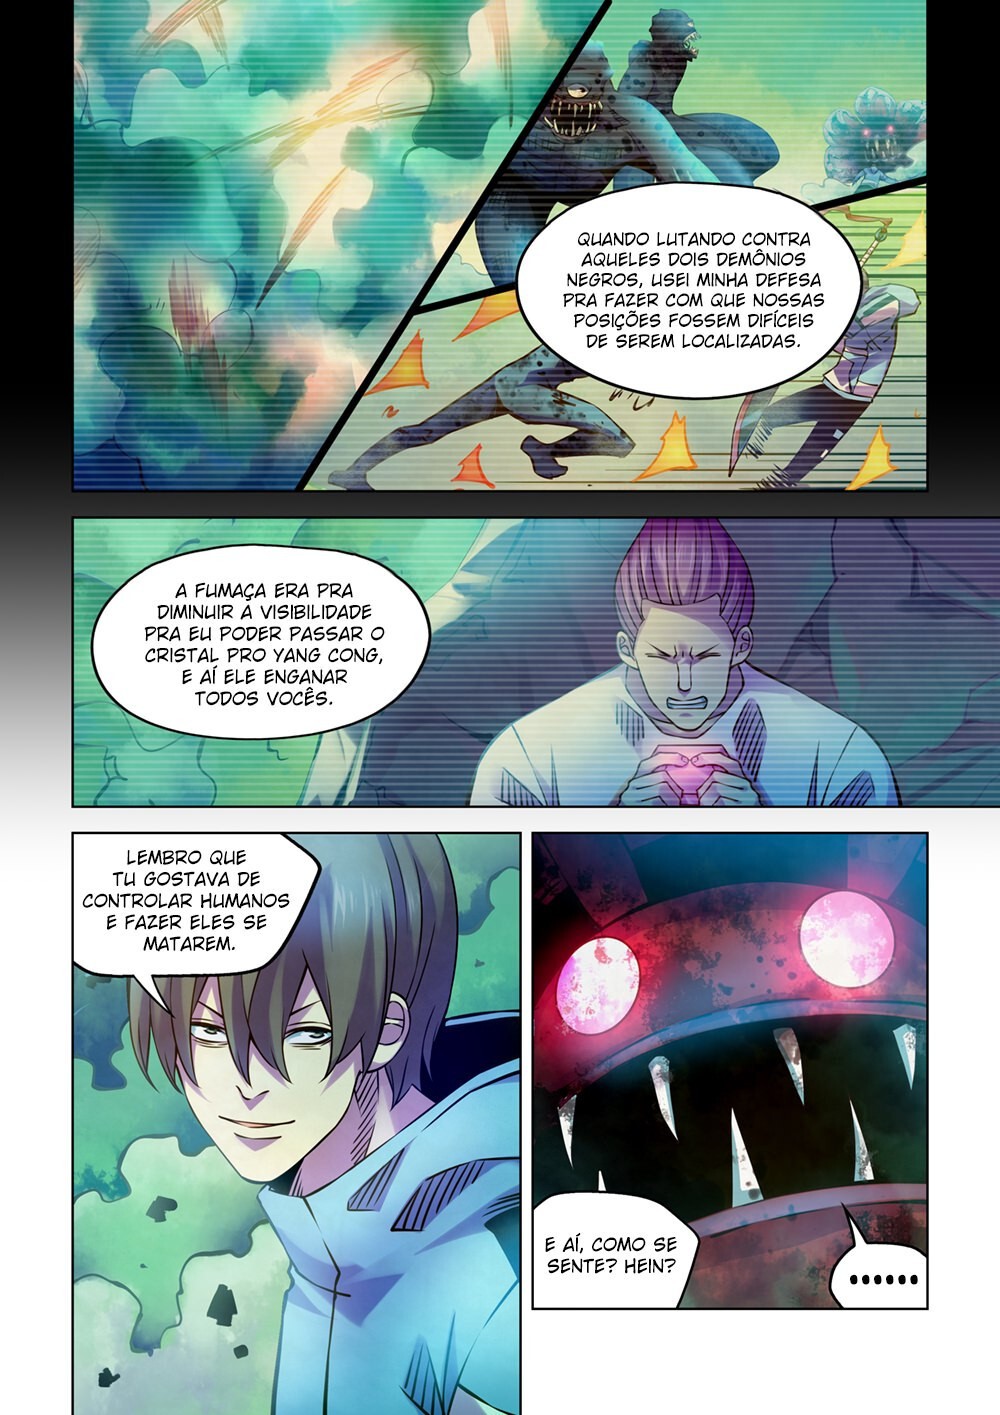 QUANDO LUTANDO CONTRA
AQUELES DOIS DEMÔNIOS
NEGROS, USEI MINHA DEFESA
PRA FAZER COM QUE NOSSAS
POSIÇÕES FOSSEM DIFÍCEIS
DE SEREM LOCALIZADAS.
A FUMAÇA ERA PRA
DIMINUIR A VISIBILIDADE
PRA EU PODER PASSAR O
CRISTAL PRO YANG CONG,
E AÍ ELE ENGANAR
TODOS VOCÊS.
LEMBRO QUE
TU GOSTAVA DE
CONTROLAR HUMANOS
E FAZER ELES SE
MATAREM.
E AÍ, COMO SE
SENTE? HEIN?
......